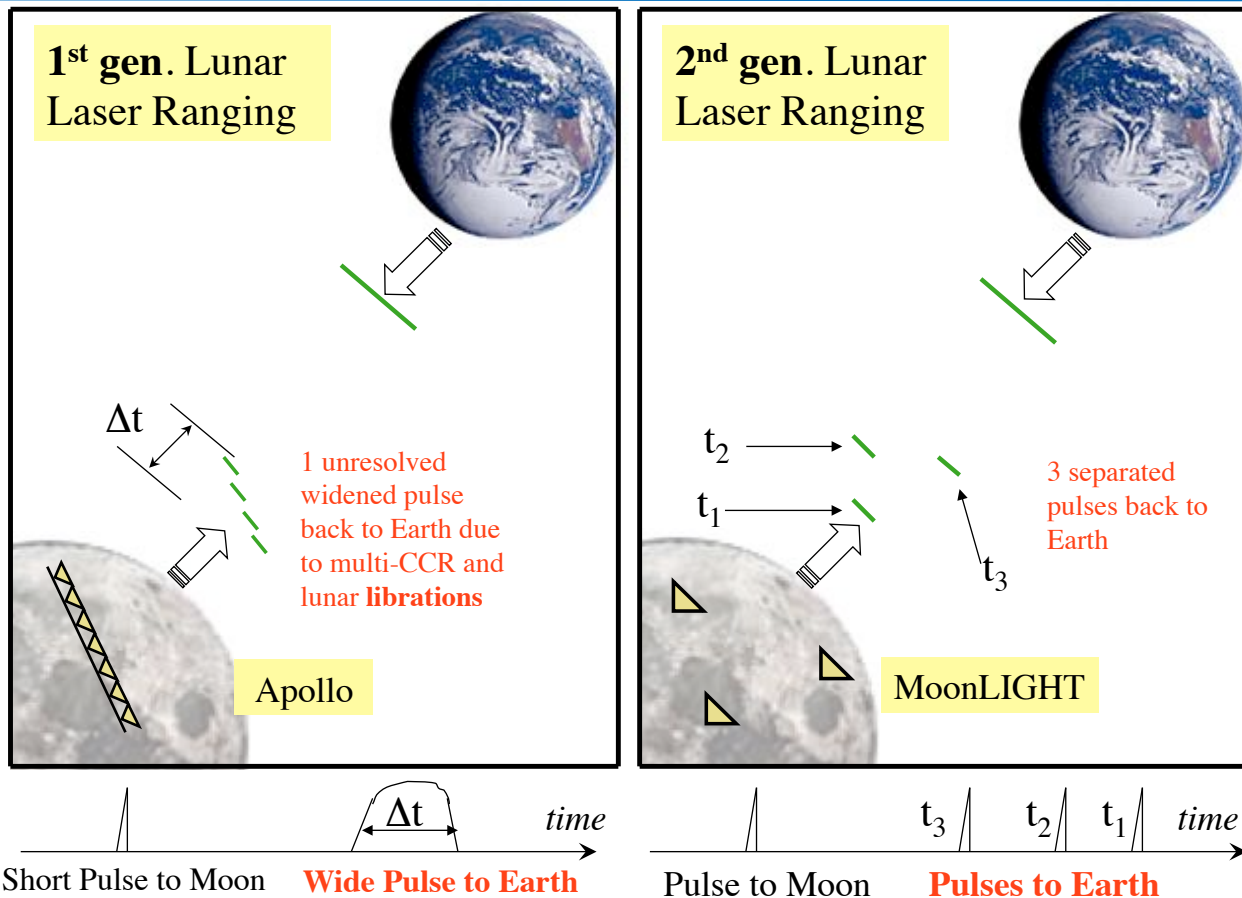 1st gen. Lunar
Laser Ranging
Δt
1 unresolved
widened pulse
back to Earth due
to multi-CCR and
lunar librations
Apollo
Δt
time
Short Pulse to Moon
Wide Pulse to Earth
2nd gen. Lunar
Laser Ranging
t2
t1
3 separated
pulses back to
Earth
t3
MoonLIGHT
t3
t2
t1
time
Pulse to Moon
Pulses to Earth